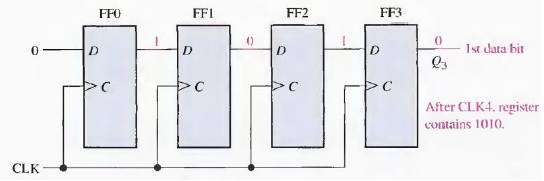 FF0 FF1 FF2 FF3
0 D 1 D 0 D 1 D 0 1st data bit
Q3
C C C C
After CLK4, register
contains 1010.
CLK